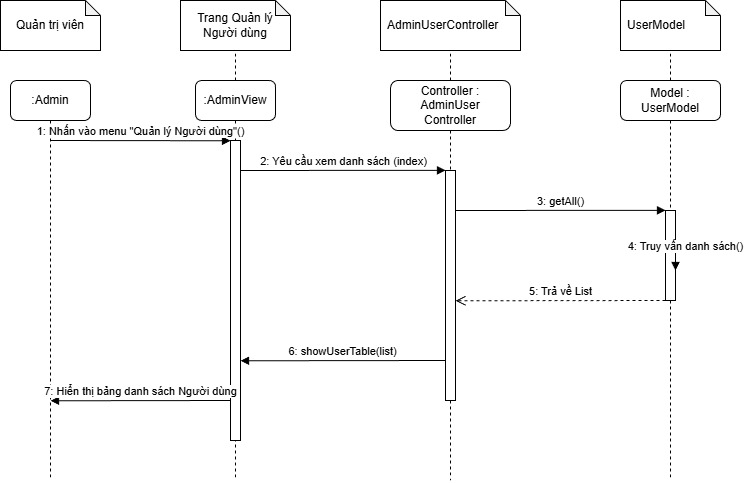 Quản trị viên
Trang Quản lý
Người dùng
AdminUserController
UserModel
:Admin
:AdminView
Controller :
AdminUser
Controller
Model :
UserModel
1: Nhấn vào menu "Quản lý Người dùng"()
2: Yêu cầu xem danh sách (index)
3: getAll()
4: Truy vấn danh sách()
5: Trả về List
6: showUserTable(list)
7: Hiển thị bảng danh sách Người dùng